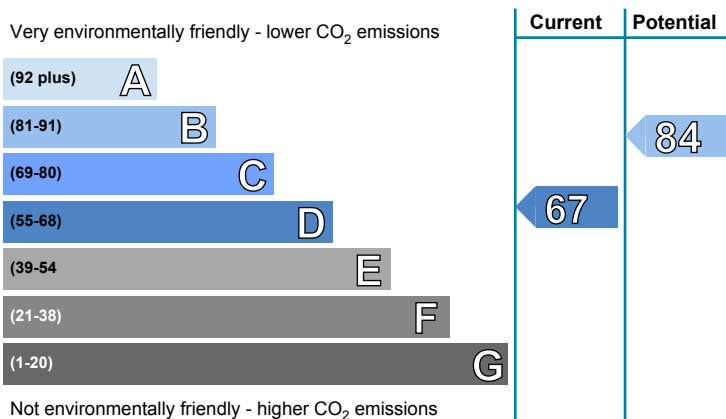 Very environmentally friendly - lower CO2 emissions
Current
Potential
(92 plus) A
(81-91) B
84
(69-80) C
(55-68) D
67
(39-54 E
(21-38) F
(1-20) G
Not environmentally friendly - higher CO2 emissions